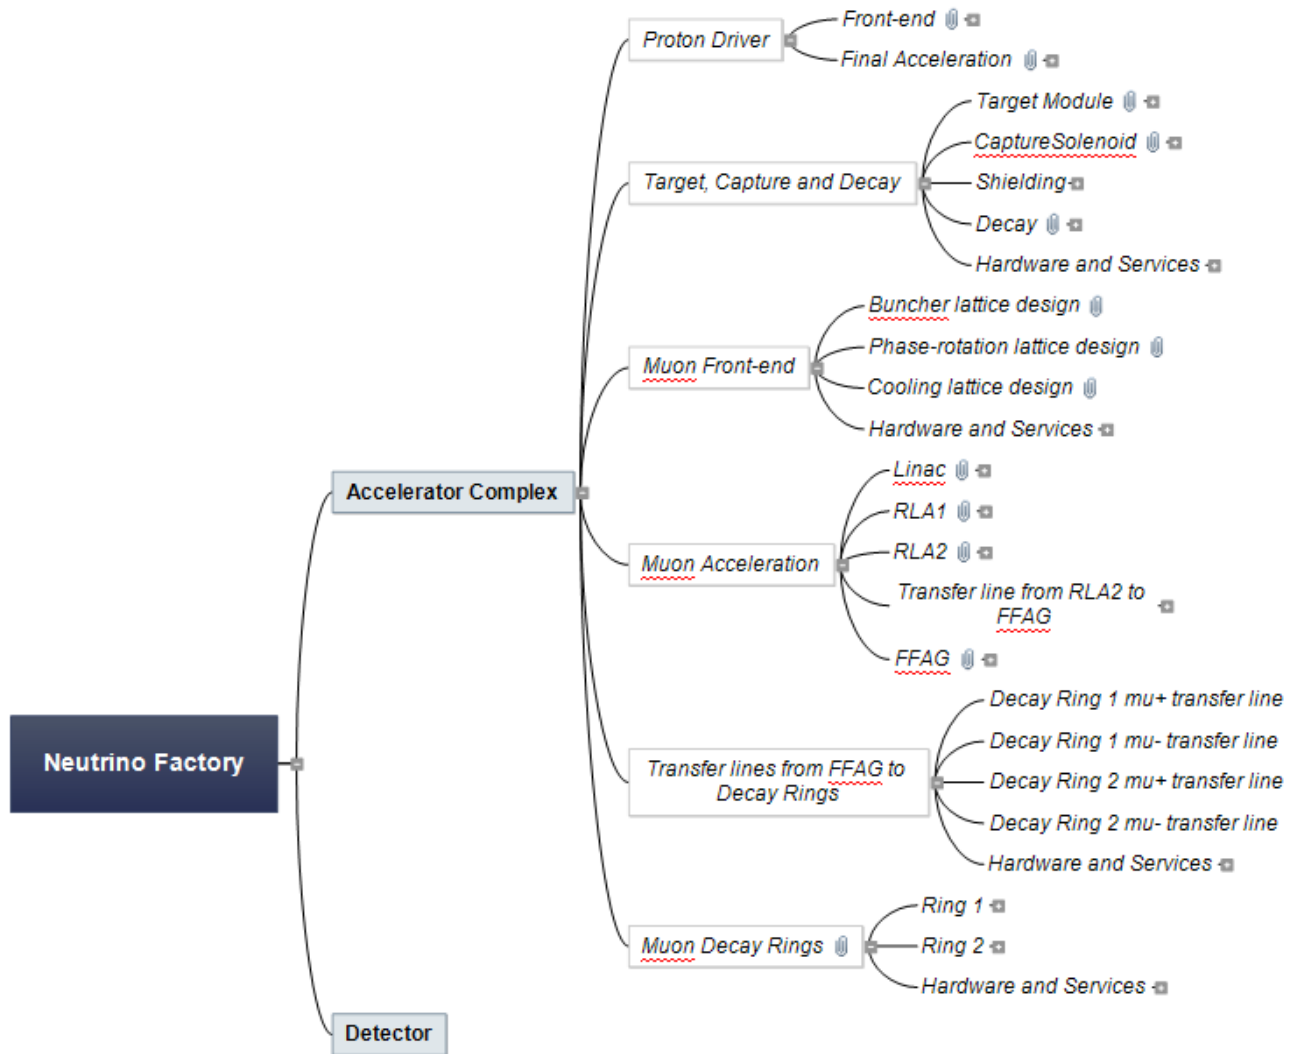 Front-end
Proton Driver
Final Acceleration
Target Module
CaptureSolenoid
Target, Capture and Decay
Shielding
Decay
Hardware and Services
Buncher lattice design
Phase-rotation lattice design
Muon Front-end
Cooling lattice design
Hardware and Services
Linac
Accelerator Complex
RLA1
RLA2
Muon Acceleration
Transfer line from RLA2 to
FFAG
FFAG
Decay Ring 1 mu+ transfer line
Decay Ring 1 mu- transfer line
Neutrino Factory
Transfer lines from FFAG to
Decay Rings
Decay Ring 2 mu+ transfer line
Decay Ring 2 mu- transfer line
Hardware and Services
Ring 1
Muon Decay Rings
Ring 2
Hardware and Services
Detector